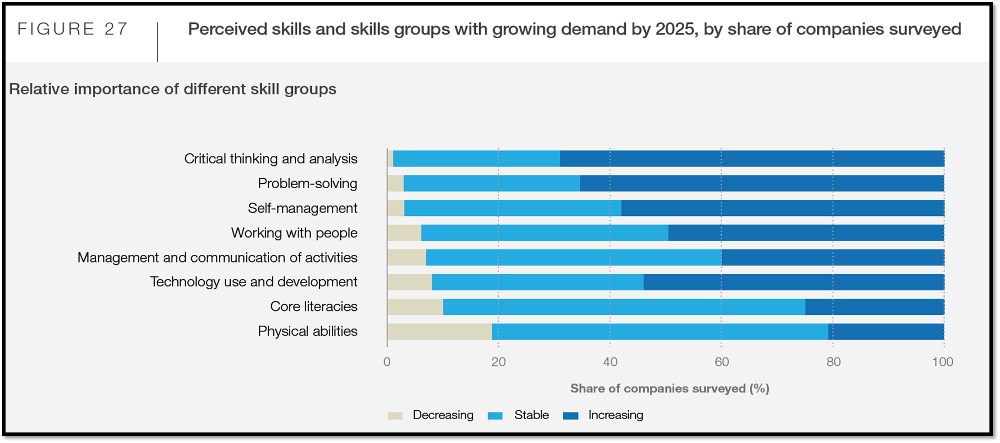 FIGURE 27
Perceived skills and skills groups with growing demand by 2025, by share of companies surveyed
Relative importance of different skill groups
Critical thinking and analysis
Problem-solving
Self-management
Working with people
Management and communication of activities
Technology use and development
Core literacies
Physical abilities
0 20 40 60 80 100
Share of companies surveyed (%)
Decreasing Stable Increasing